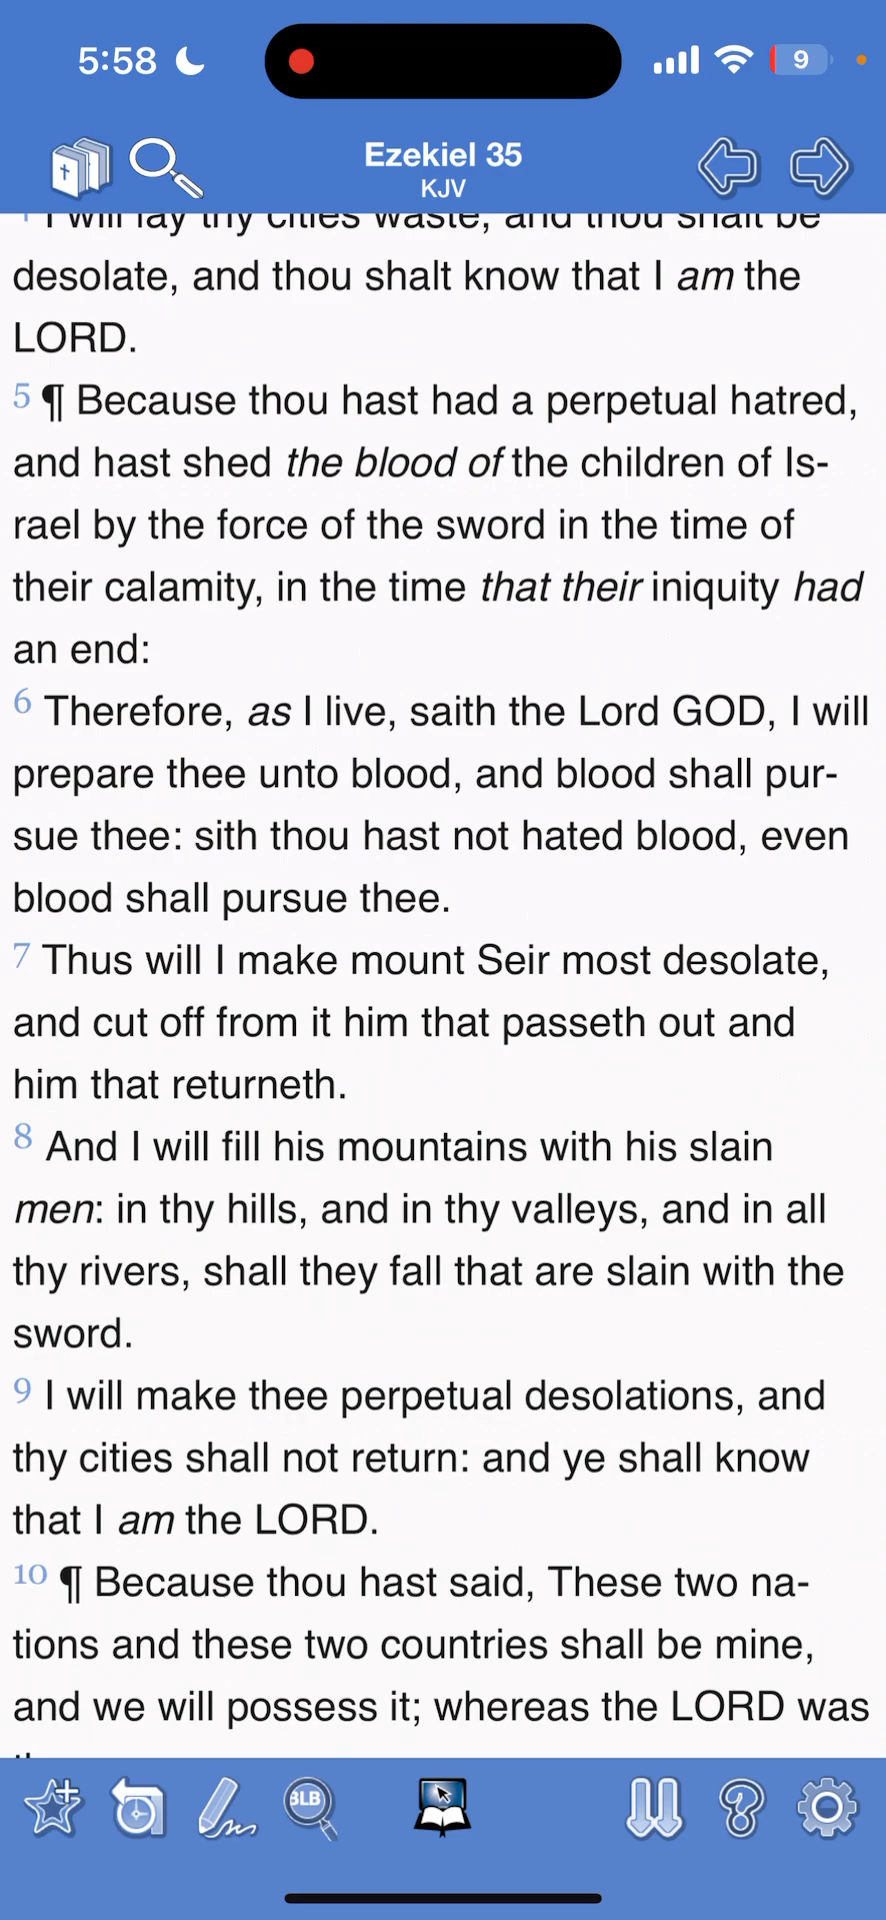 5:58
9
Ezekiel 35
KJV
I will lay thy cities waste, and thou shalt be
desolate, and thou shalt know that I am the
LORD.
5 ¶ Because thou hast had a perpetual hatred,
and hast shed the blood of the children of Is-
rael by the force of the sword in the time of
their calamity, in the time that their iniquity had
an end:
6 Therefore, as I live, saith the Lord GOD, I will
prepare thee unto blood, and blood shall pur-
sue thee: sith thou hast not hated blood, even
blood shall pursue thee.
7 Thus will I make mount Seir most desolate,
and cut off from it him that passeth out and
him that returneth.
8 And I will fill his mountains with his slain
men: in thy hills, and in thy valleys, and in all
thy rivers, shall they fall that are slain with the
sword.
9 I will make thee perpetual desolations, and
thy cities shall not return: and ye shall know
that I am the LORD.
10 ¶ Because thou hast said, These two na-
tions and these two countries shall be mine,
and we will possess it; whereas the LORD was
BLB